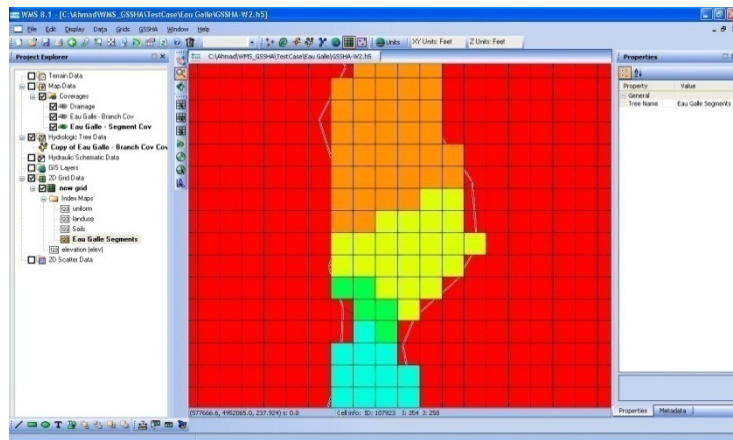 WMS 8.1 - [C:\Ahmad\WMS_GSSHA\TestCase\Eau Galle\GSSHA-W2.h5]
File Edit Display Data Grids GSSHA Window Help
Units XY Units: Feet Z Units: Feet
Project Explorer
C:\Ahmad\WMS_GSSHA\TestCase\Eau Galle\GSSHA-W2.h5
Properties
Terrain Data
Map Data
Coverages
Drainage
Eau Galle - Branch Cov
Eau Galle - Segment Cov
Hydrologic Tree Data
Copy of Eau Galle - Branch Cov Cov
Hydraulic Schematic Data
GIS Layers
2D Grid Data
new grid
Index Maps
uniform
landuse
Soils
Eau Galle Segments
elevation (elev)
2D Scatter Data
Property Value
General
Tree Name Eau Galle Segments
(577666.6, 4952065.0, 237.924) s: 0.0 Cell info: ID: 107923 I: 354 J: 258
Properties Metadata